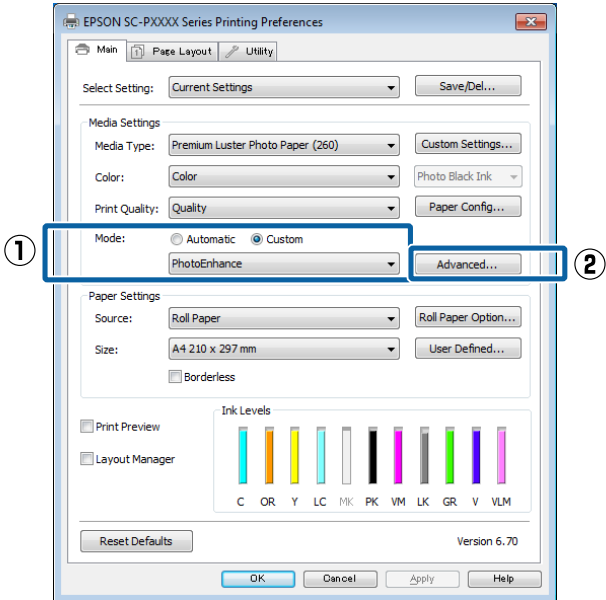 EPSON SC-PXXXX Series Printing Preferences
Main Page Layout Utility
Select Setting: Current Settings Save/Del...
Media Settings
Media Type: Premium Luster Photo Paper (260) Custom Settings...
Color: Color Photo Black Ink
Print Quality: Quality Paper Config...
① Mode: Automatic Custom
PhotoEnhance Advanced... ②
Paper Settings
Source: Roll Paper Roll Paper Option...
Size: A4 210 x 297 mm User Defined...
Borderless
Ink Levels
Print Preview
Layout Manager
C OR Y LC MK PK VM LK GR V VLM
Reset Defaults Version 6.70
OK Cancel Apply Help